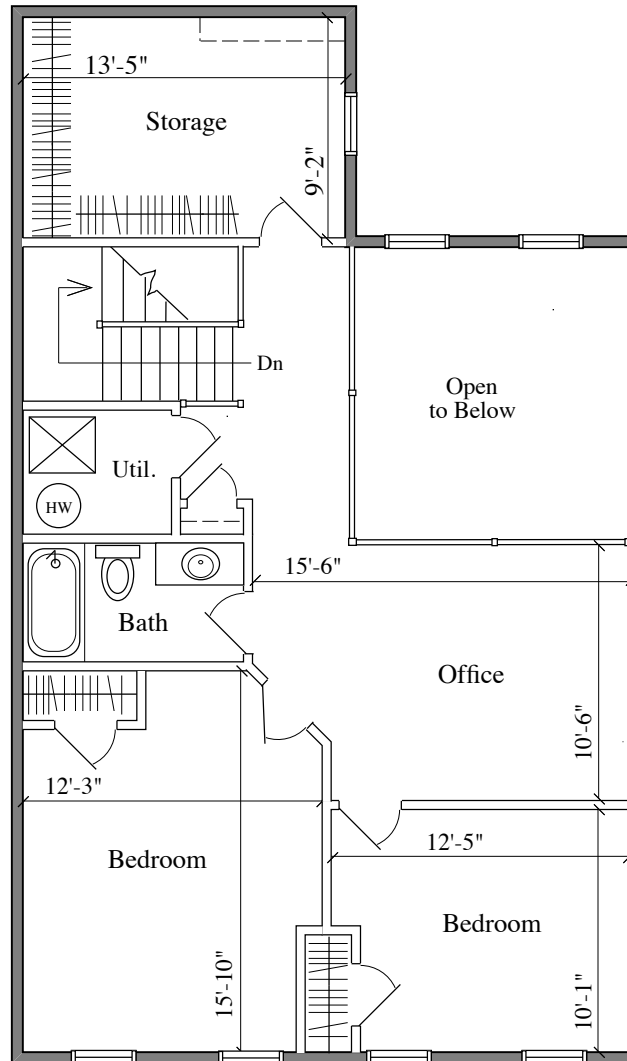 13'-5"
Storage
9'-2"
Dn
Open
to Below
Util.
HW
15'-6"
Bath
Office
10'-6"
12'-3"
12'-5"
Bedroom
Bedroom
15'-10"
10'-1"